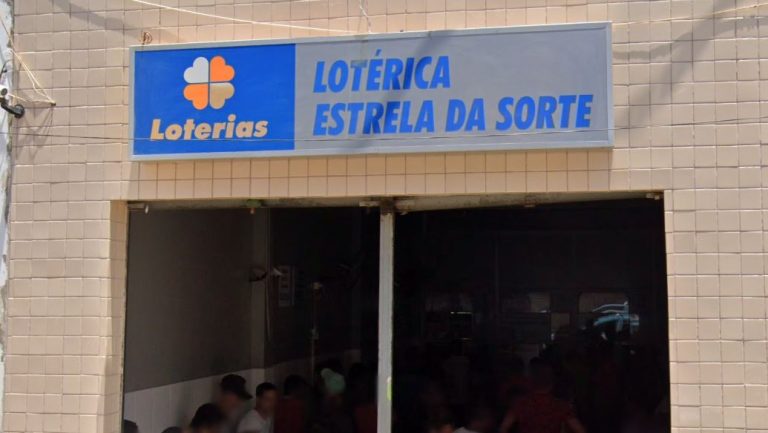 Loterias
LOTÉRICA
ESTRELA DA SORTE